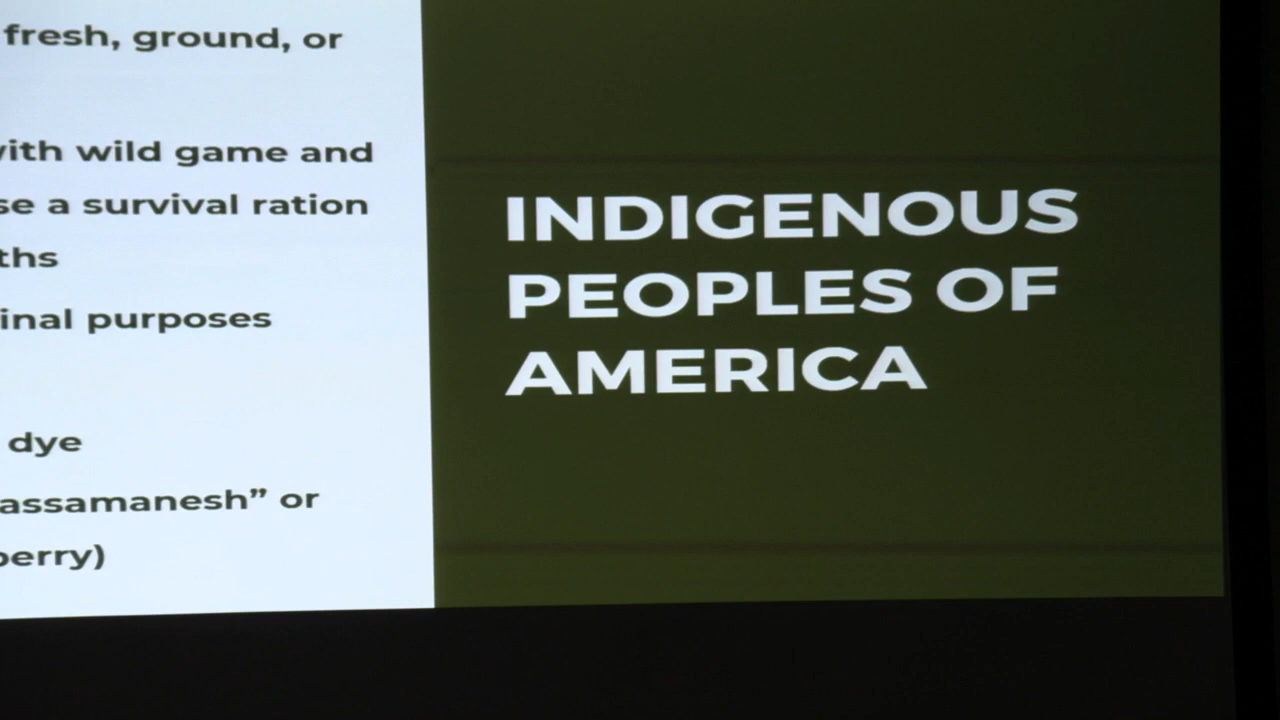 fresh, ground, or
with wild game and
se a survival ration
ths
inal purposes
dye
assamanesh” or
berry)
INDIGENOUS
PEOPLES OF
AMERICA